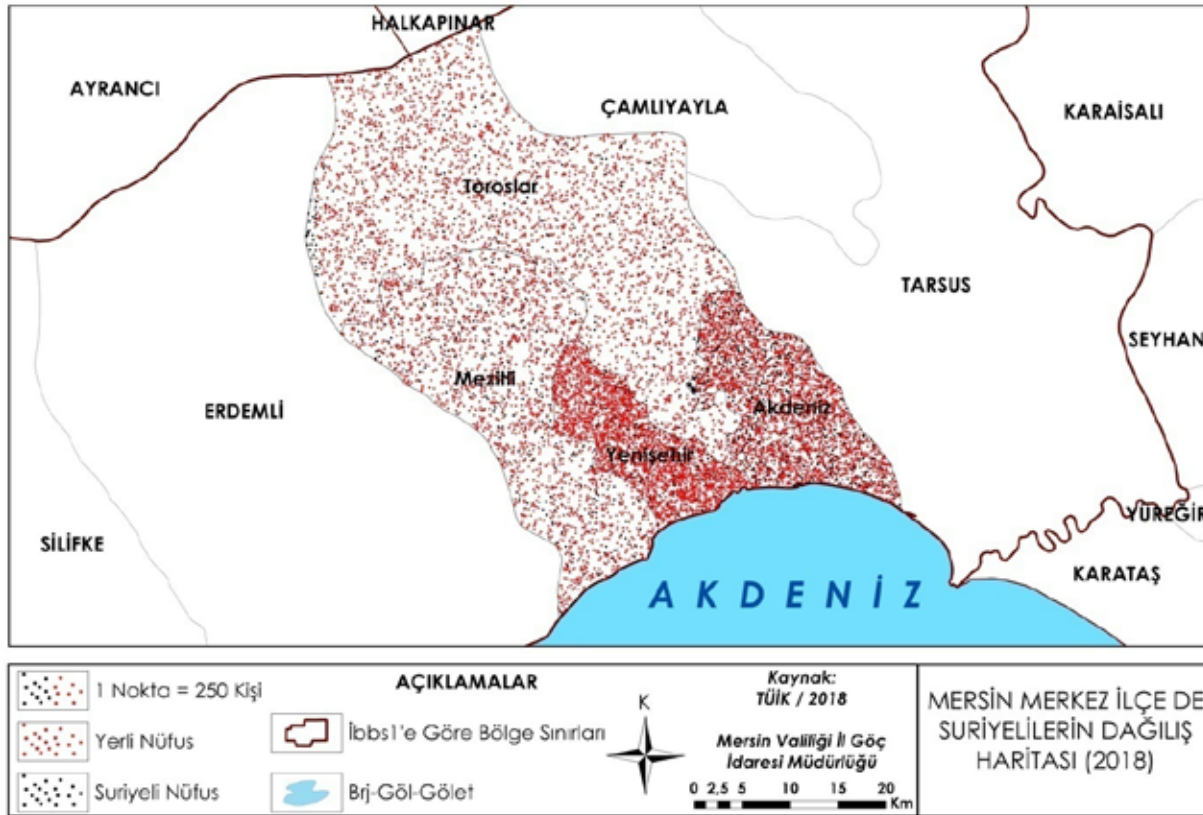 HALKAPINAR
AYRANCI
ÇAMLIYAYLA
KARAİSALI
Toroslar
TARSUS
SEYHAN
Mezitli
ERDEMLİ
Akdeniz
Yenişehir
YÜREĞİR
SİLİFKE
KARATAŞ
AKDENİZ
1 Nokta = 250 Kişi
Yerli Nüfus
Suriyeli Nüfus
AÇIKLAMALAR
İbbs1'e Göre Bölge Sınırları
Brj-Göl-Gölet
K
Kaynak:
TÜİK / 2018
Mersin Valiliği İl Göç
İdaresi Müdürlüğü
0 2,5 5 10 15 20
Km
MERSİN MERKEZ İLÇE DE
SURİYELİLERİN DAĞILIŞ
HARİTASI (2018)